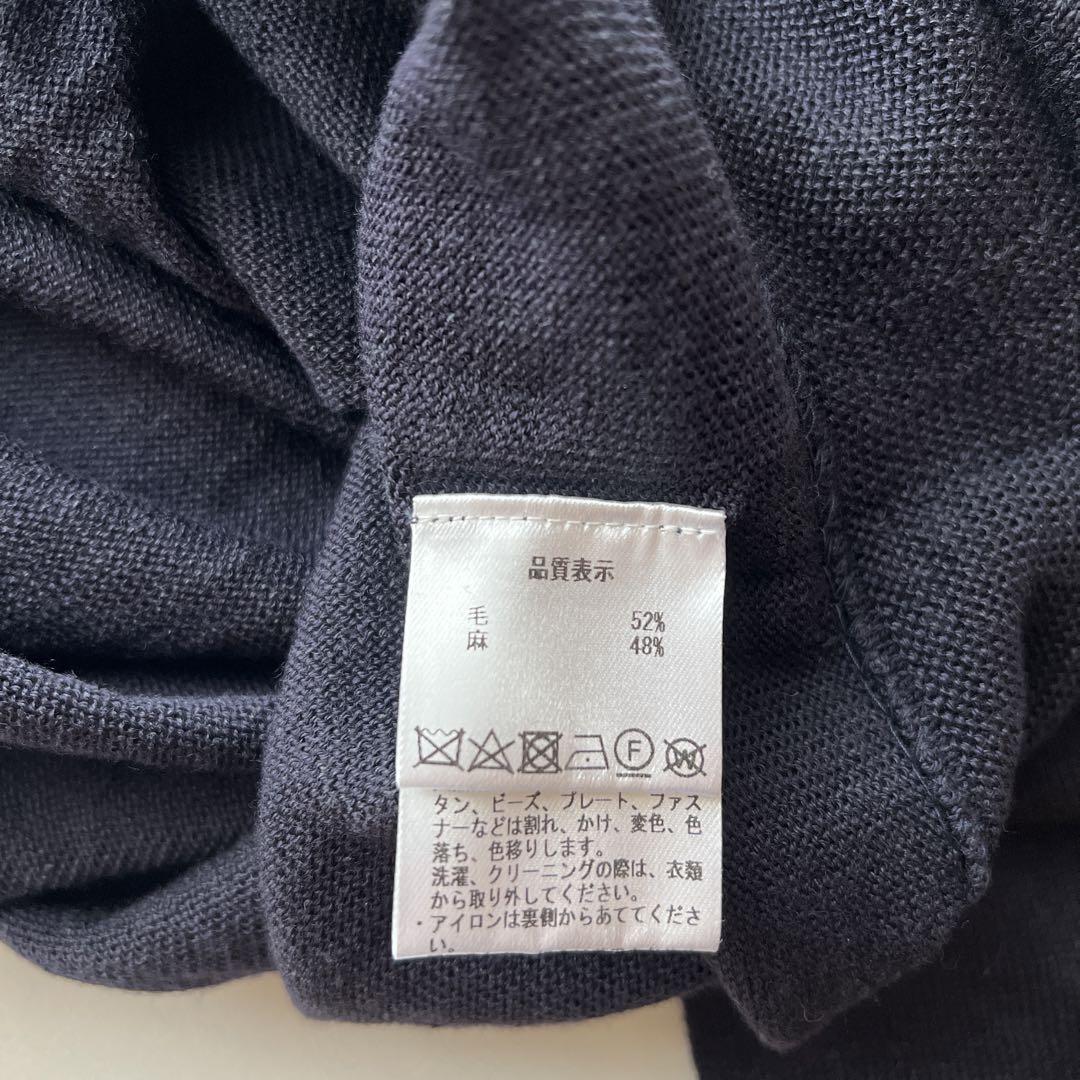 品質表示
毛 52%
麻 48%
F
W
タン、ビーズ、プレート、ファス
ナーなどは割れ、かけ、変色、色
落ち、色移りします。
洗濯、クリーニングの際は、衣類
から取り外してください。
・アイロンは裏側からあててくださ
い。